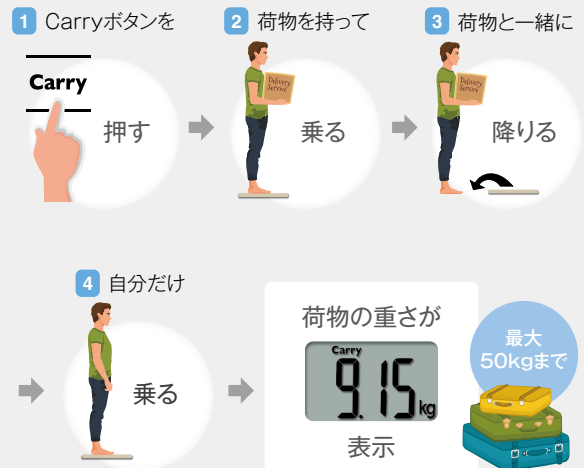 1 Carryボタンを
Carry
押す
2 荷物を持って
Delivery
Service
乗る
3 荷物と一緒に
Delivery
Service
降りる
4 自分だけ
乗る
荷物の重さが
Carry
9.15kg
表示
最大
50kgまで